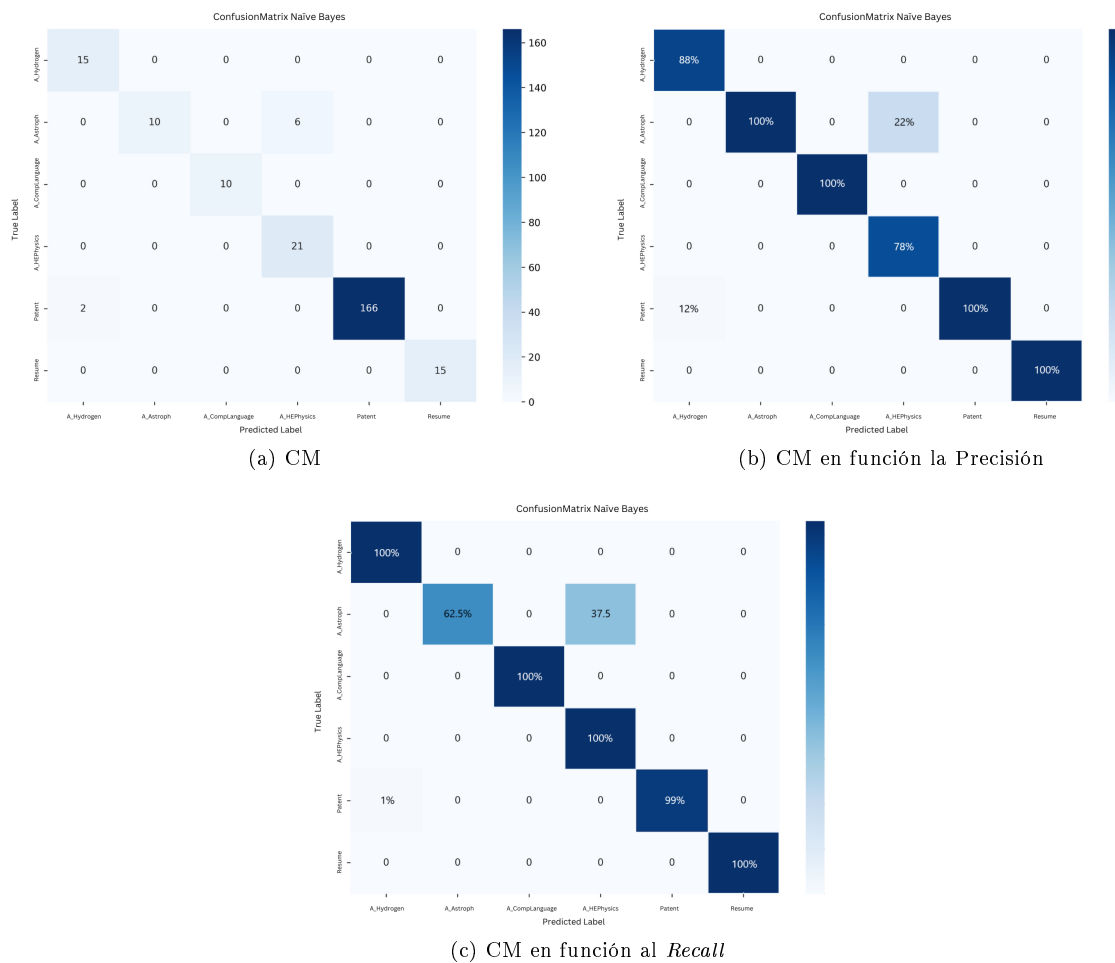 ConfusionMatrix Naïve Bayes
True Label
A_Hydrogen
15 0 0 0 0 0
A_Astroph
0 10 0 6 0 0
A_CompLanguage
0 0 10 0 0 0
A_HEPhysics
0 0 0 21 0 0
Patent
2 0 0 0 166 0
Resume
0 0 0 0 0 15
A_Hydrogen A_Astroph A_CompLanguage A_HEPhysics Patent Resume
Predicted Label
160
140
120
100
80
60
40
20
0
(a) CM
ConfusionMatrix Naïve Bayes
True Label
A_Hydrogen
88% 0 0 0 0 0
A_Astroph
0 100% 0 22% 0 0
A_CompLanguage
0 0 100% 0 0 0
A_HEPhysics
0 0 0 78% 0 0
Patent
12% 0 0 0 100% 0
Resume
0 0 0 0 0 100%
A_Hydrogen A_Astroph A_CompLanguage A_HEPhysics Patent Resume
Predicted Label
(b) CM en función la Precisión
ConfusionMatrix Naïve Bayes
True Label
A_Hydrogen
100% 0 0 0 0 0
A_Astroph
0 62.5% 0 37.5 0 0
A_CompLanguage
0 0 100% 0 0 0
A_HEPhysics
0 0 0 100% 0 0
Patent
1% 0 0 0 99% 0
Resume
0 0 0 0 0 100%
A_Hydrogen A_Astroph A_CompLanguage A_HEPhysics Patent Resume
Predicted Label
(c) CM en función al Recall